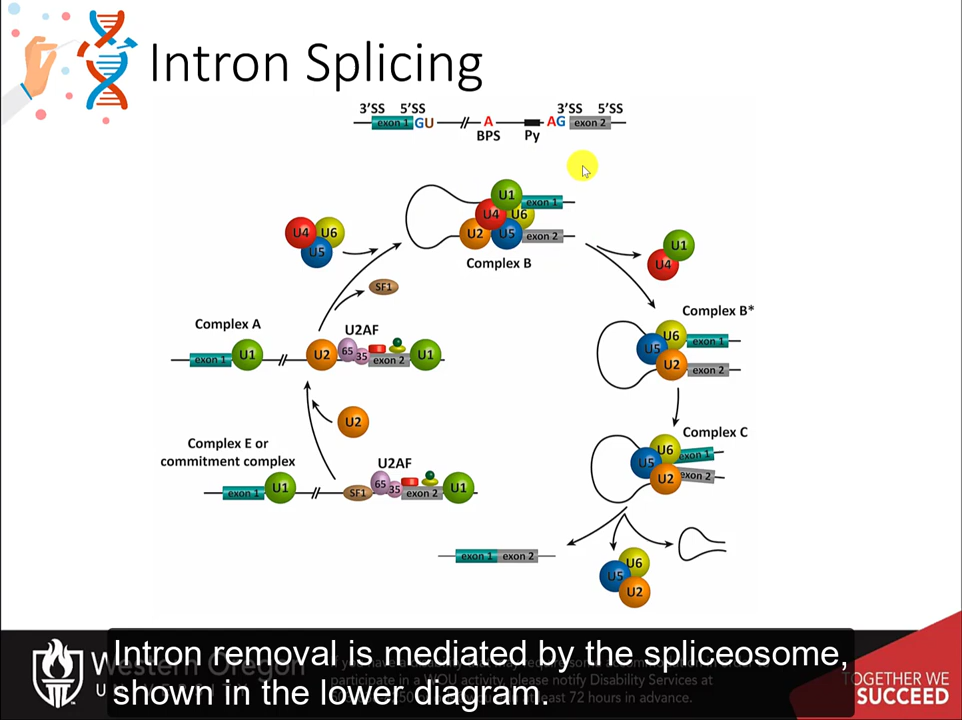 Intron Splicing
3’SS 5’SS 3’SS 5’SS
exon 1 GU A AG exon 2
BPS Py
U1
exon 1
U4 U6
U2 U5 exon 2
Complex B
U4 U6
U5
U1
U4
SF1
Complex A
U2AF
exon 1 U1 U2 65 35 exon 2 U1
Complex B*
U6
exon 1
U5
U2 exon 2
U2
Complex E or
commitment complex
U2AF
exon 1 U1 SF1 65 35 exon 2 U1
Complex C
U6 exon 1
U5
U2 exon 2
exon 1 exon 2
U6
U5
U2
Intron removal is mediated by the spliceosome,
shown in the lower diagram.
participate in a WOU activity, please notify Disability Services at
least 72 hours in advance.
TOGETHER WE
SUCCEED